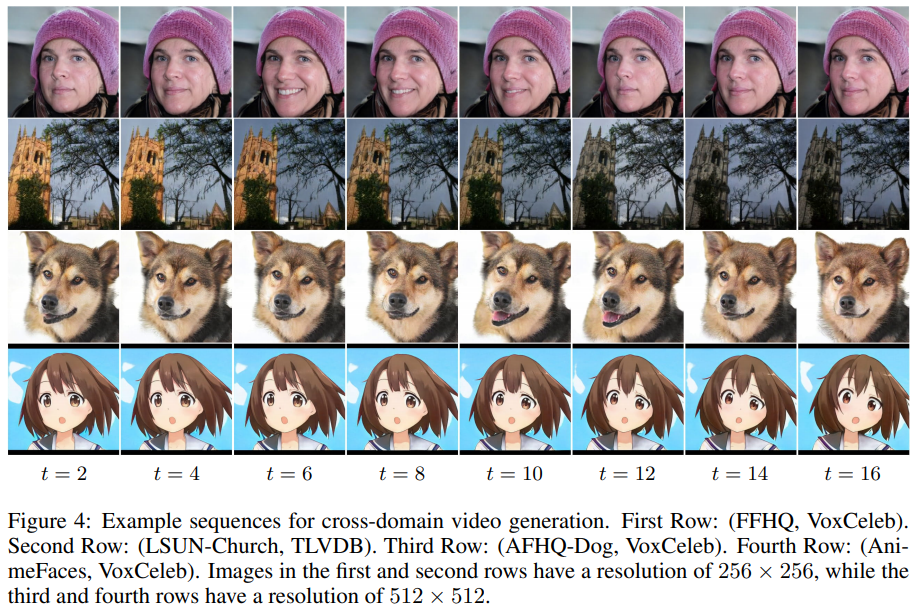 t = 2 t = 4 t = 6 t = 8 t = 10 t = 12 t = 14 t = 16
Figure 4: Example sequences for cross-domain video generation. First Row: (FFHQ, VoxCeleb).
Second Row: (LSUN-Church, TLVDB). Third Row: (AFHQ-Dog, VoxCeleb). Fourth Row: (Ani-
meFaces, VoxCeleb). Images in the first and second rows have a resolution of 256 × 256, while the
third and fourth rows have a resolution of 512 × 512.